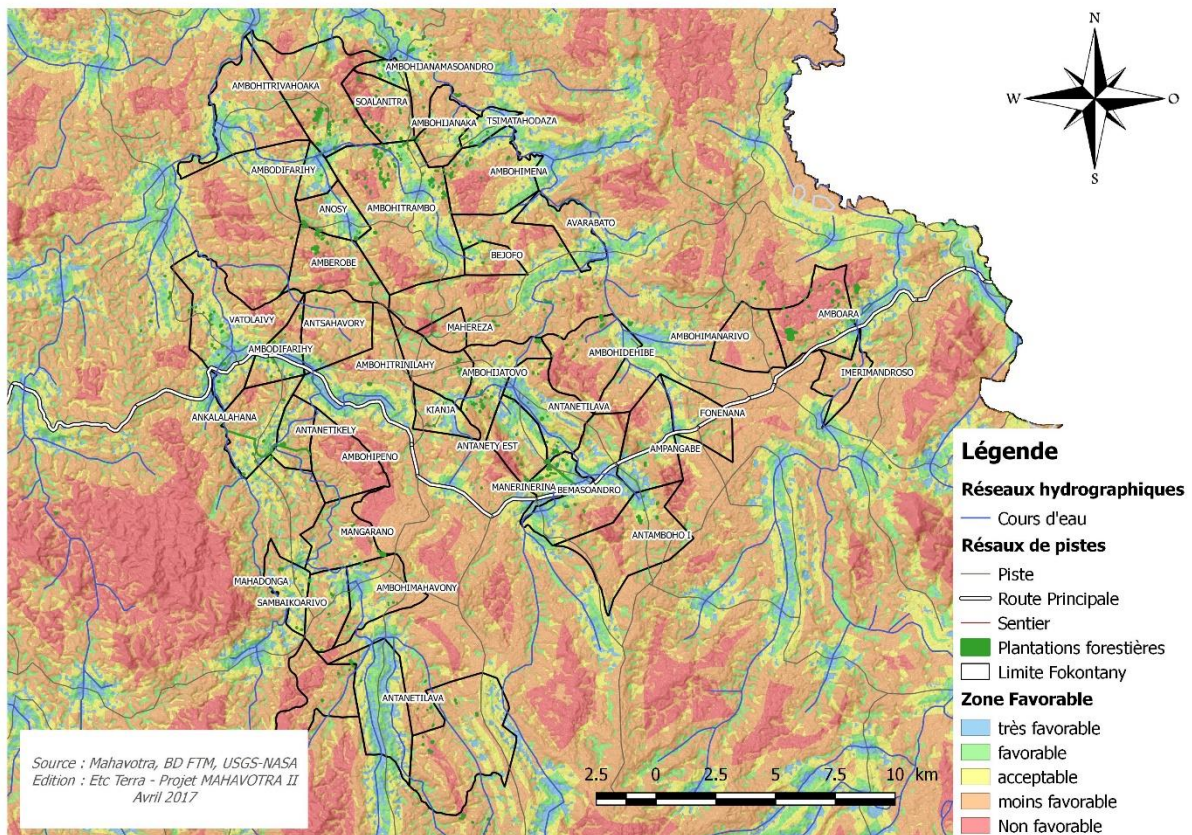 N
W
O
S
AMBOHIJANAMASOANDRO
AMBOHITRIVAHOAKA
SOALANITRA
AMBOHIJANAKA
TSIMATAHODAZA
AMBODIFARIHY
AMBOHIMENA
ANOSY
AMBOHITRAMBO
AVARABATO
BEJOFO
AMBEROBE
VATOLAIVY
ANTSAHAVORY
MAHEREZA
AMBOARA
AMBOHIMANARIVO
AMBODIFARIHY
AMBOHITRINILAHY
AMBOHIDEHIBE
AMBOHIJATOVO
IMERIMANDROSO
ANKALALAHANA
KIANJA
ANTANETILAVA
FONENANA
ANTANETIKELY
ANTANETY EST
AMPANGABE
AMBOHIPENO
MANERINERINA
BEMASOANDRO
MANGARANO
ANTAMBOHO I
MAHADONGA
AMBOHIMAHAVONY
SAMBAIKOARIVO
ANTANETILAVA
Légende
Réseaux hydrographiques
Cours d'eau
Résaux de pistes
Piste
Route Principale
Sentier
Plantations forestières
Limite Fokontany
Zone Favorable
très favorable
favorable
acceptable
moins favorable
Non favorable
Source : Mahavotra, BD FTM, USGS-NASA
Edition : Etc Terra - Projet MAHAVOTRA II
Avril 2017
2.5 0 2.5 5 7.5 10 km